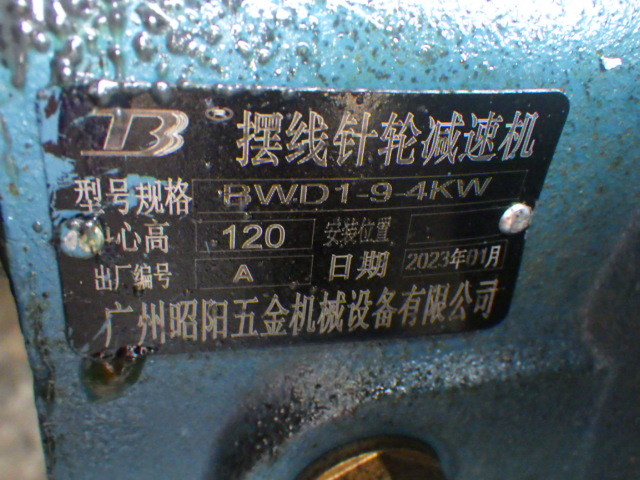 B ® 摆线针轮减速机
型号规格 BWD1-9-4KW
心高 120 安装位置
出厂编号 A 日期 2023年01月
广州昭阳五金机械设备有限公司